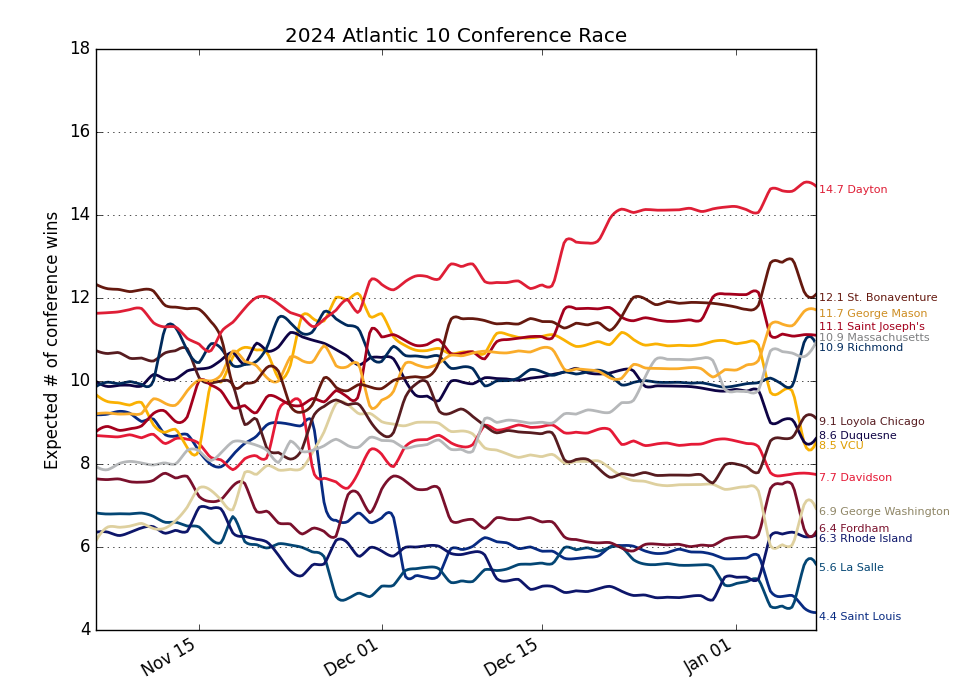 2024 Atlantic 10 Conference Race
Expected # of conference wins
18
16
14
12
10
8
6
4
Nov 15
Dec 01
Dec 15
Jan 01
14.7 Dayton
12.1 St. Bonaventure
11.7 George Mason
11.1 Saint Joseph's
10.9 Massachusetts
10.9 Richmond
9.1 Loyola Chicago
8.6 Duquesne
8.5 VCU
7.7 Davidson
6.9 George Washington
6.4 Fordham
6.3 Rhode Island
5.6 La Salle
4.4 Saint Louis